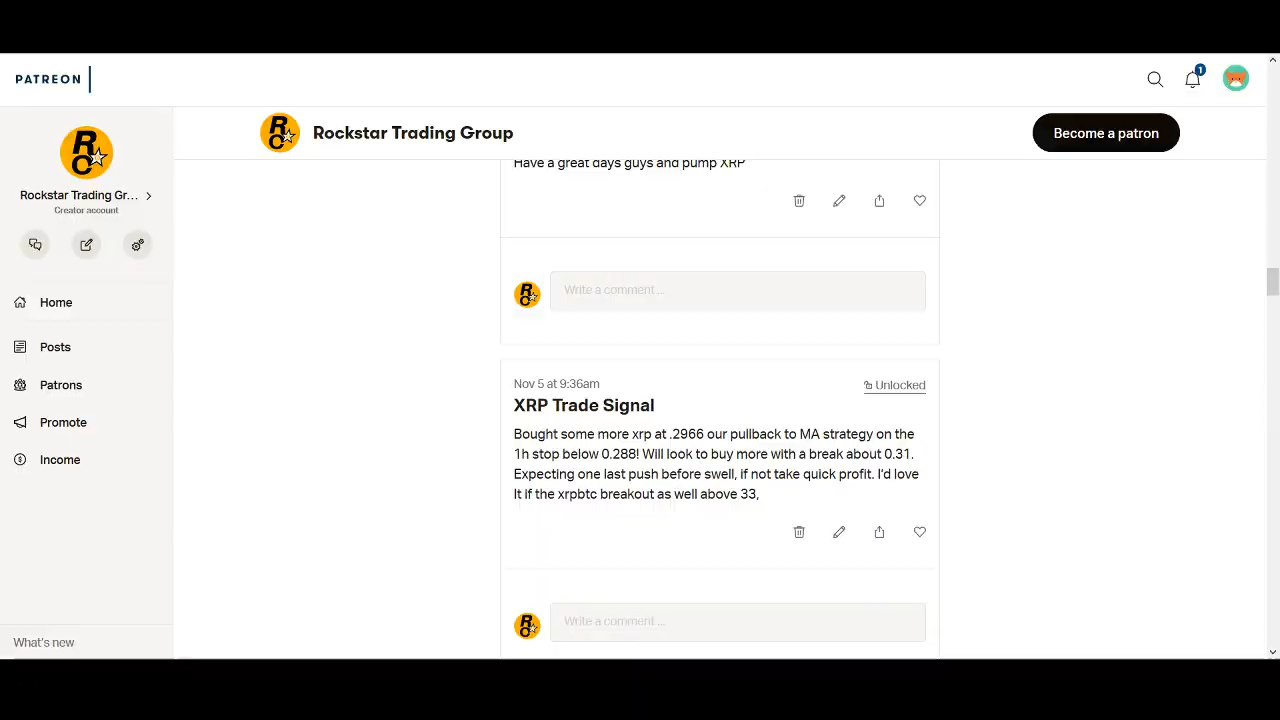 PATREON
1
Rockstar Trading Group
Become a patron
Rockstar Trading Gr...
Creator account
Home
Posts
Patrons
Promote
Income
What's new
Have a great days guys and pump XRP
Write a comment...
Nov 5 at 9:36am
Unlocked
XRP Trade Signal
Bought some more xrp at .2966 our pullback to MA strategy on the
1h stop below 0.288! Will look to buy more with a break about 0.31.
Expecting one last push before swell, if not take quick profit. I'd love
It if the xrpbtc breakout as well above 33,
Write a comment...